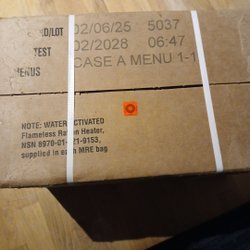 D/LOT 02/06/25 5037
TEST 02/2028 06:47
MENUS CASE A MENU 1-1
NOTE: WATER ACTIVATED
Flameless Ration Heater,
NSN 8970-01-321-9153,
supplied in each MRE bag